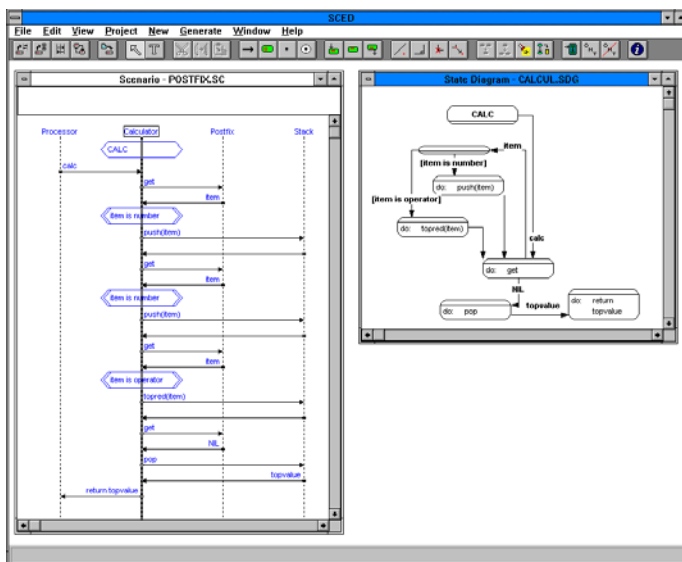 SCED
File Edit View Project New Generate Window Help
Scenario - POSTFIX.SC
Processor Calculator Postfix Stack
CALC
calc
get
item
item is number
push(item)
get
item
item is number
push(item)
get
item
item is operator
topred(item)
get
NIL
pop
topvalue
return topvalue
State Diagram - CALCUL.SDG
CALC
item
[item is number]
do: push(item)
[item is operator]
do: topred(item)
calc
do: get
NIL
do: pop
topvalue
do: return
topvalue